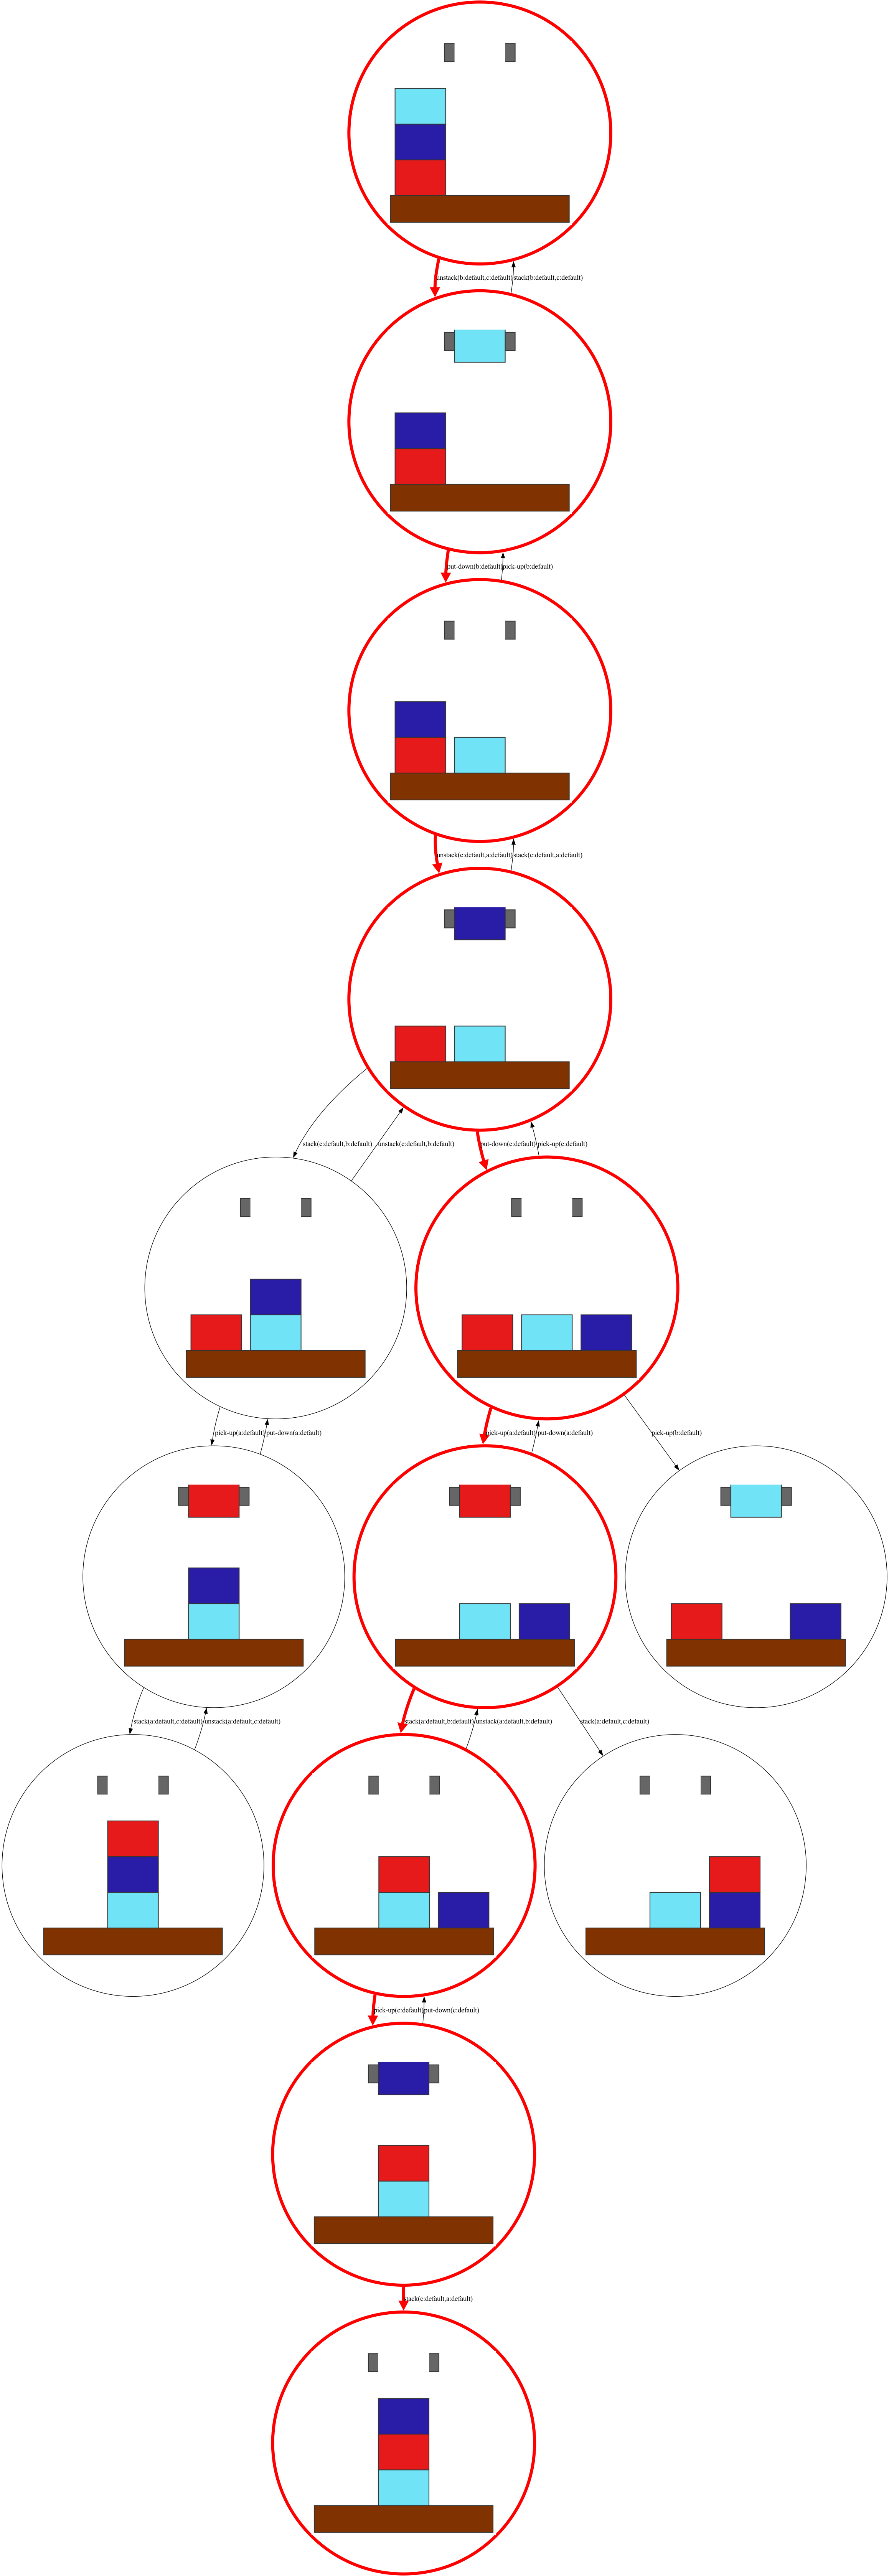 unstack(b:default,c:default)
stack(b:default,c:default)
put-down(b:default)
pick-up(b:default)
unstack(c:default,a:default)
stack(c:default,a:default)
stack(c:default,b:default)
unstack(c:default,b:default)
put-down(c:default)
pick-up(c:default)
pick-up(a:default)
put-down(a:default)
pick-up(a:default)
put-down(a:default)
pick-up(b:default)
stack(a:default,c:default)
unstack(a:default,c:default)
stack(a:default,b:default)
unstack(a:default,b:default)
stack(a:default,c:default)
pick-up(c:default)
put-down(c:default)
stack(c:default,a:default)